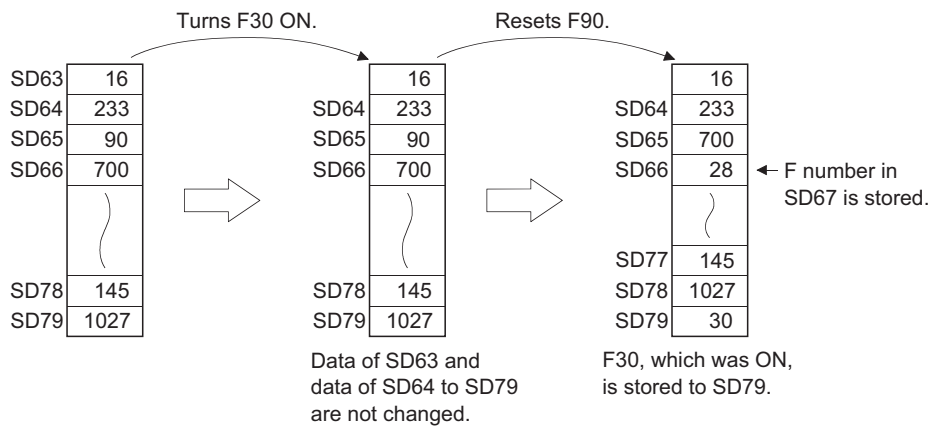 Turns F30 ON.
Resets F90.
SD63 16
SD64 233
SD65 90
SD66 700
SD78 145
SD79 1027
16
SD64 233
SD65 90
SD66 700
SD78 145
SD79 1027
Data of SD63 and
data of SD64 to SD79
are not changed.
16
SD64 233
SD65 700
SD66 28
F number in
SD67 is stored.
SD77 145
SD78 1027
SD79 30
F30, which was ON,
is stored to SD79.